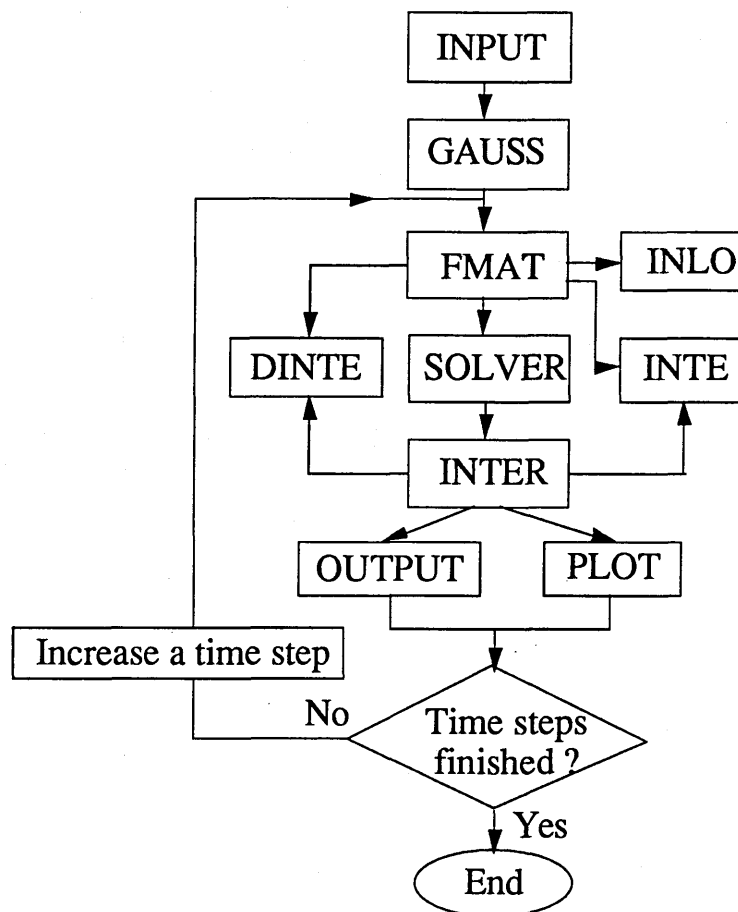 INPUT
GAUSS
FMAT
INLO
DINTE
SOLVER
INTE
INTER
OUTPUT
PLOT
Increase a time step
No
Time steps
finished ?
Yes
End